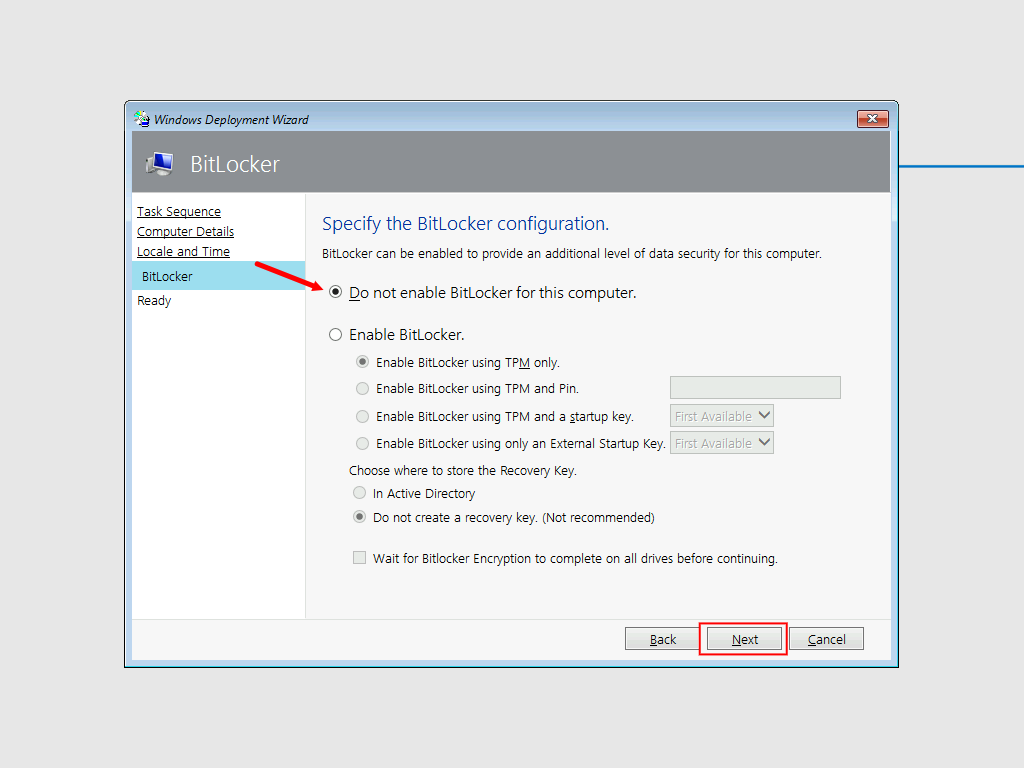 Windows Deployment Wizard
BitLocker
Task Sequence
Computer Details
Locale and Time
BitLocker
Ready
Specify the BitLocker configuration.
BitLocker can be enabled to provide an additional level of data security for this computer.
Do not enable BitLocker for this computer.
Enable BitLocker.
Enable BitLocker using TPM only.
Enable BitLocker using TPM and Pin.
Enable BitLocker using TPM and a startup key. First Available
Enable BitLocker using only an External Startup Key. First Available
Choose where to store the Recovery Key.
In Active Directory
Do not create a recovery key. (Not recommended)
Wait for Bitlocker Encryption to complete on all drives before continuing.
Back Next Cancel